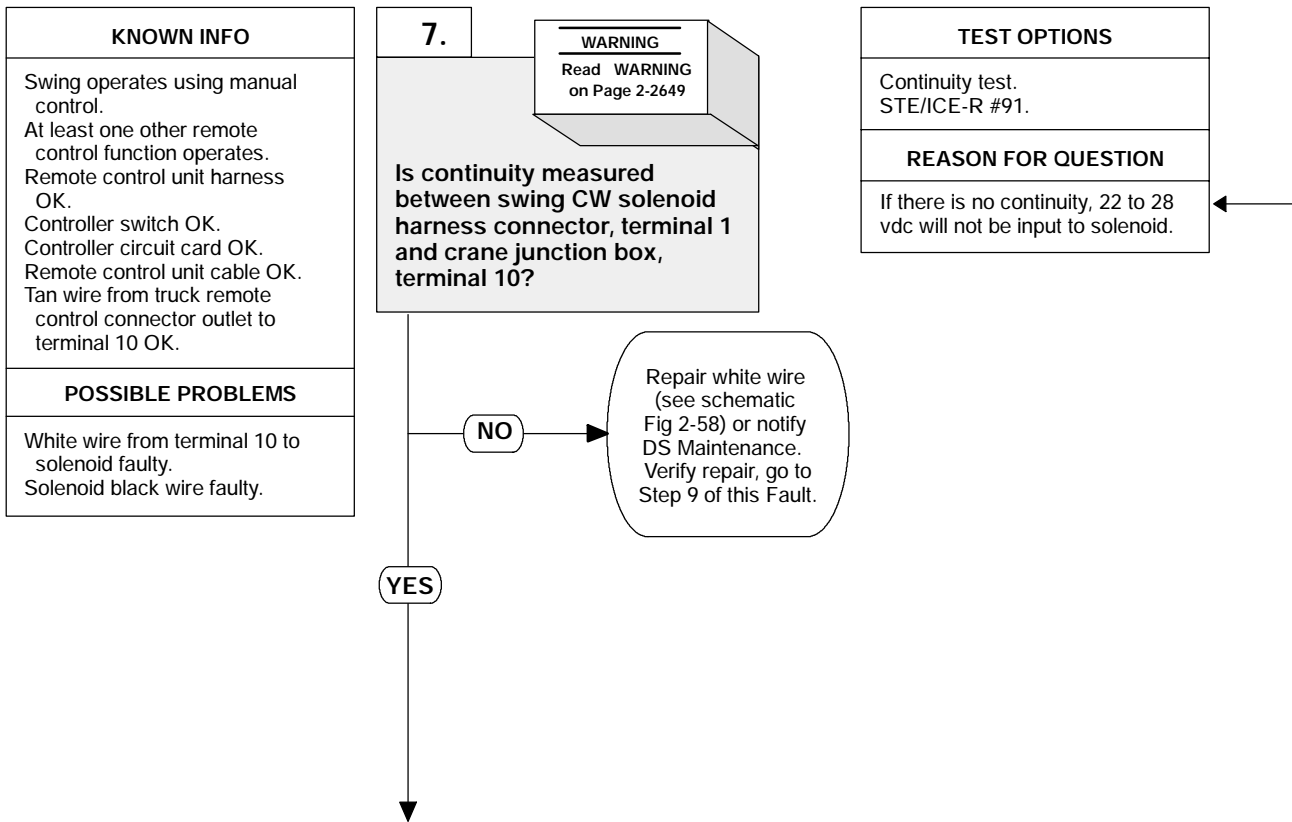 KNOWN INFO
Swing operates using manual
control.
At least one other remote
control function operates.
Remote control unit harness
OK.
Controller switch OK.
Controller circuit card OK.
Remote control unit cable OK.
Tan wire from truck remote
control connector outlet to
terminal 10 OK.
POSSIBLE PROBLEMS
White wire from terminal 10 to
solenoid faulty.
Solenoid black wire faulty.
7.
WARNING
Read WARNING
on Page 2-2649
Is continuity measured
between swing CW solenoid
harness connector, terminal 1
and crane junction box,
terminal 10?
NO
Repair white wire
(see schematic
Fig 2-58) or notify
DS Maintenance.
Verify repair, go to
Step 9 of this Fault.
YES
TEST OPTIONS
Continuity test.
STE/ICE-R #91.
REASON FOR QUESTION
If there is no continuity, 22 to 28
vdc will not be input to solenoid.